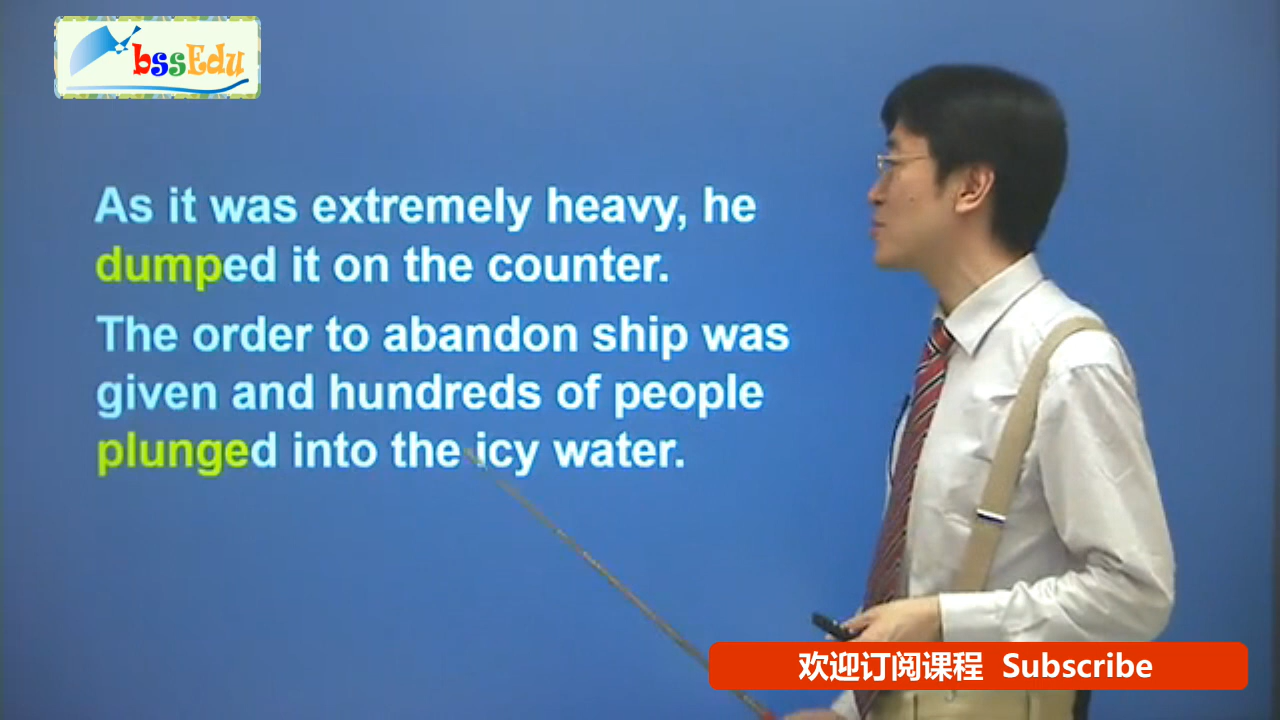 bssEdu
As it was extremely heavy, he
dumped it on the counter.
The order to abandon ship was
given and hundreds of people
plunged into the icy water.
欢迎订阅课程 Subscribe